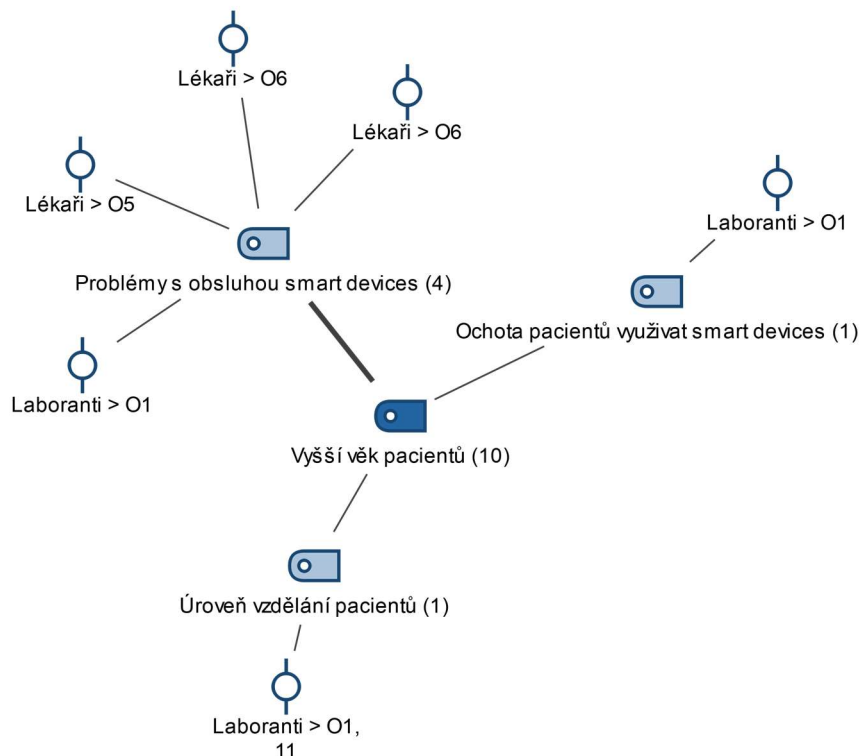 Lékaři > O6
Lékaři > O6
Lékaři > O5
Laboranti > O1
Problémy s obsluhou smart devices (4)
Ochota pacientů využivat smart devices (1)
Laboranti > O1
Vyšší věk pacientů (10)
Úroveň vzdělání pacientů (1)
Laboranti > O1,
11